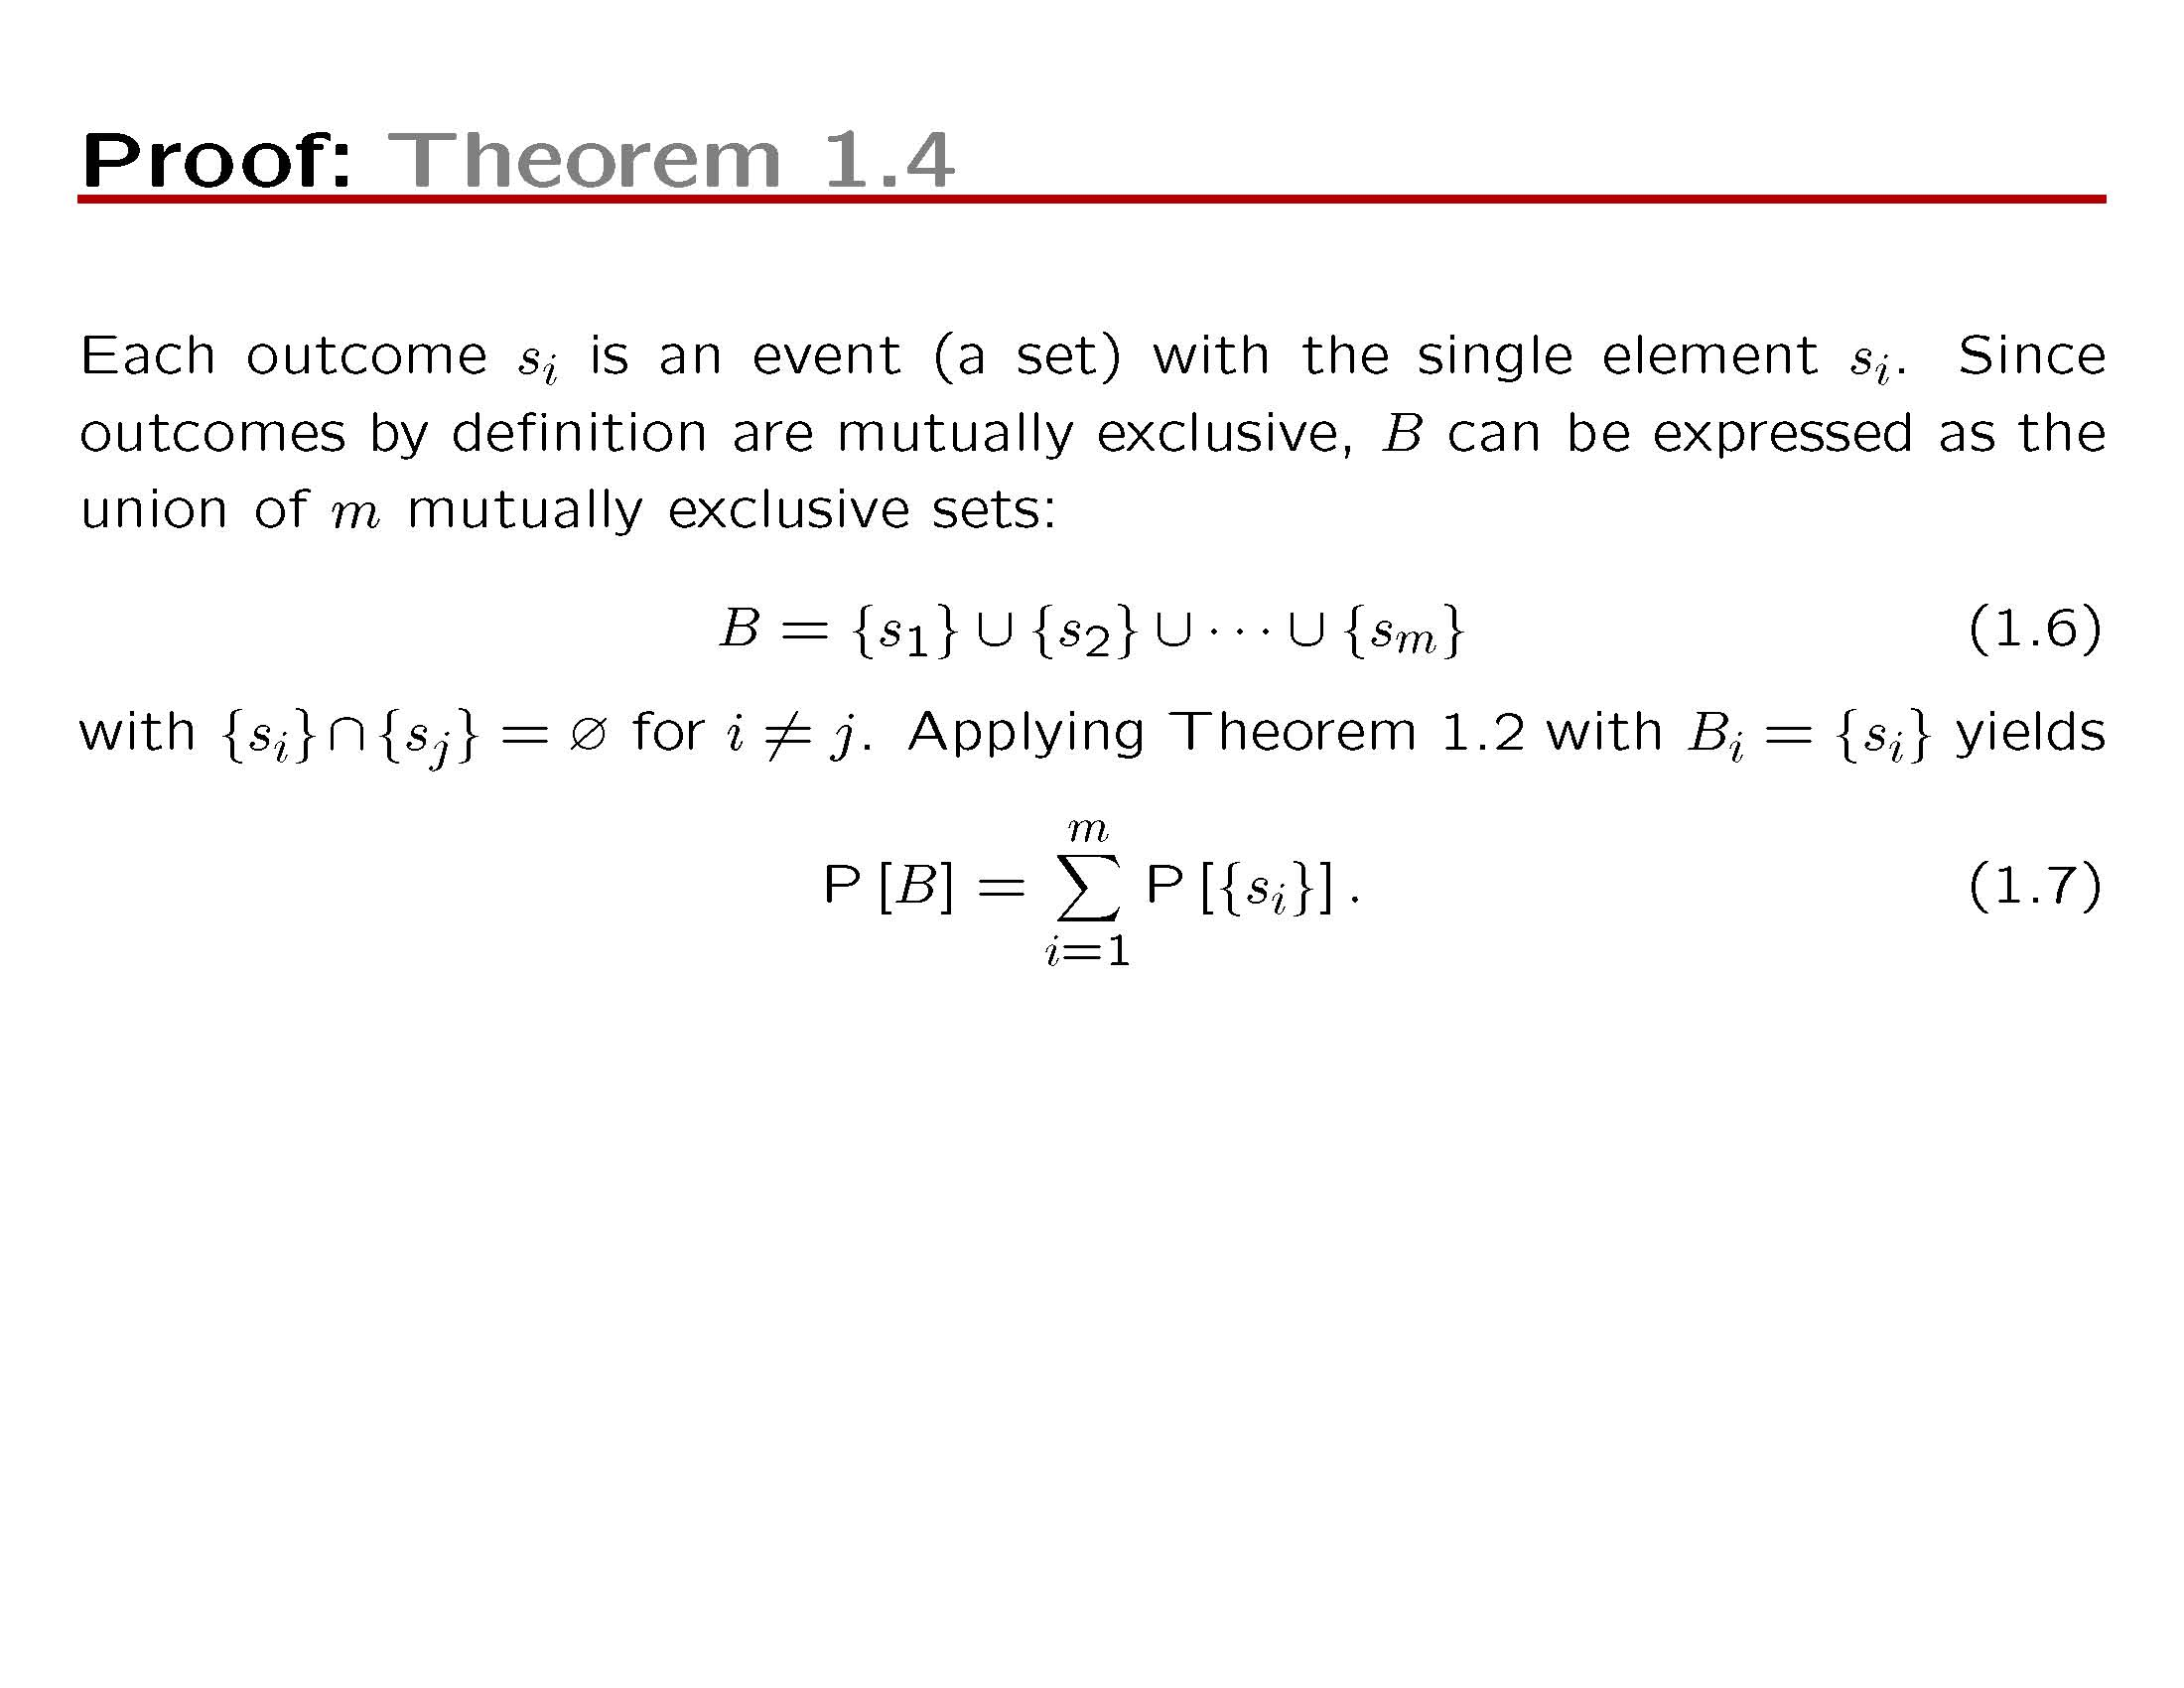 Proof: Theorem 1.4
Each outcome s_i is an event (a set) with the single element s_i. Since
outcomes by definition are mutually exclusive, B can be expressed as the
union of m mutually exclusive sets:
B = {s_1} ∪ {s_2} ∪ ⋯ ∪ {s_m} (1.6)
with {s_i} ∩ {s_j} = ∅ for i ≠ j. Applying Theorem 1.2 with B_i = {s_i} yields
P [B] = ∑_{i=1}^{m} P [{s_i}] . (1.7)